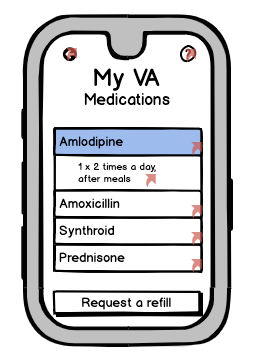 ?
My VA
Medications
Amlodipine
1 x 2 times a day,
after meals
Amoxicillin
Synthroid
Prednisone
Request a refill